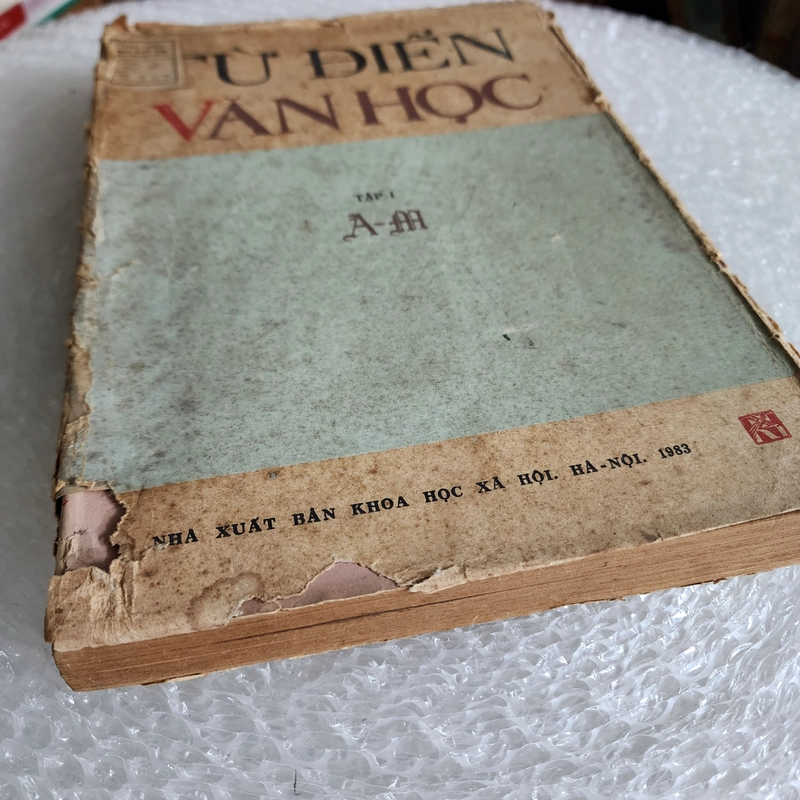 TỪ ĐIỂN
VĂN HỌC
TẬP I
A-M
NHÀ XUẤT BẢN KHOA HỌC XÃ HỘI. HÀ-NỘI. 1983